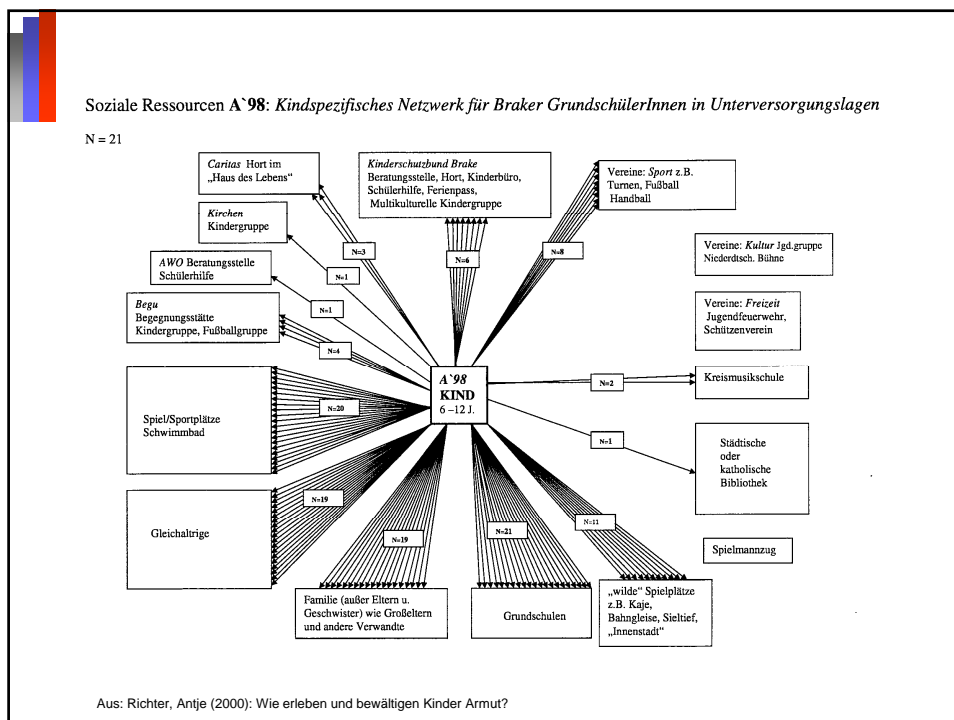 Soziale Ressourcen A`98: Kindspezifisches Netzwerk für Braker GrundschülerInnen in Unterversorgungslagen
N = 21
Caritas Hort im
„Haus des Lebens“
Kinderschutzbund Brake
Beratungsstelle, Hort, Kinderbüro,
Schülerhilfe, Ferienpass,
Multikulturelle Kindergruppe
Vereine: Sport z.B.
Turnen, Fußball
Handball
Kirchen
Kindergruppe
Vereine: Kultur Jgd.gruppe
Niederdtsch. Bühne
AWO Beratungsstelle
Schülerhilfe
N=3
N=6
N=8
N=1
Begu
Begegnungsstätte
Kindergruppe, Fußballgruppe
N=1
Vereine: Freizeit
Jugendfeuerwehr,
Schützenverein
N=4
A`98
KIND
6 –12 J.
N=2
Kreismusikschule
Spiel/Sportplätze
Schwimmbad
N=20
N=1
Städtische
oder
katholische
Bibliothek
Gleichaltrige
N=19
N=19
N=21
N=11
Spielmannzug
Familie (außer Eltern u.
Geschwister) wie Großeltern
und andere Verwandte
Grundschulen
„wilde“ Spielplätze
z.B. Kaje,
Bahngleise, Sieltief,
„Innenstadt“
Aus: Richter, Antje (2000): Wie erleben und bewältigen Kinder Armut?